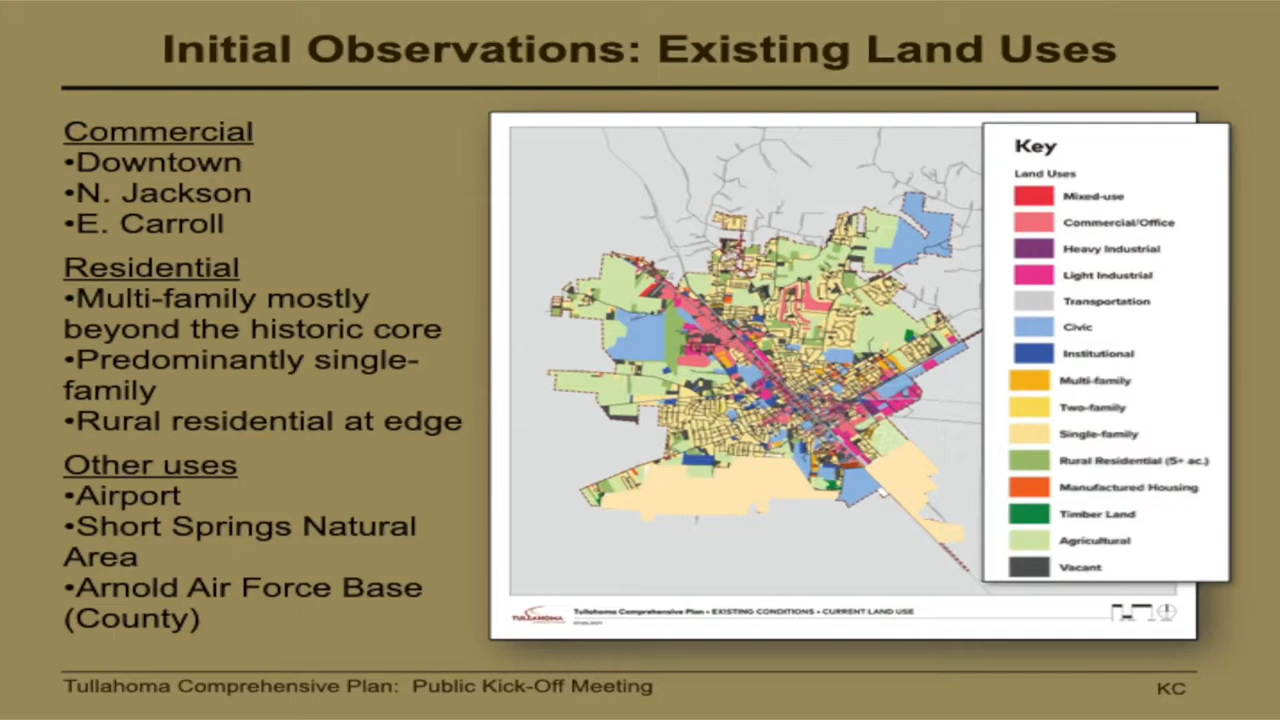 Initial Observations: Existing Land Uses
Commercial
•Downtown
•N. Jackson
•E. Carroll
Residential
•Multi-family mostly
beyond the historic core
•Predominantly single-
family
•Rural residential at edge
Other uses
•Airport
•Short Springs Natural
Area
•Arnold Air Force Base
(County)
Key
Land Uses
Mixed-use
Commercial/Office
Heavy Industrial
Light Industrial
Transportation
Civic
Institutional
Multi-family
Two-family
Single-family
Rural Residential (5+ ac.)
Manufactured Housing
Timber Land
Agricultural
Vacant
TULLAHOMA
Tullahoma Comprehensive Plan • EXISTING CONDITIONS • CURRENT LAND USE
Tullahoma Comprehensive Plan: Public Kick-Off Meeting
KC